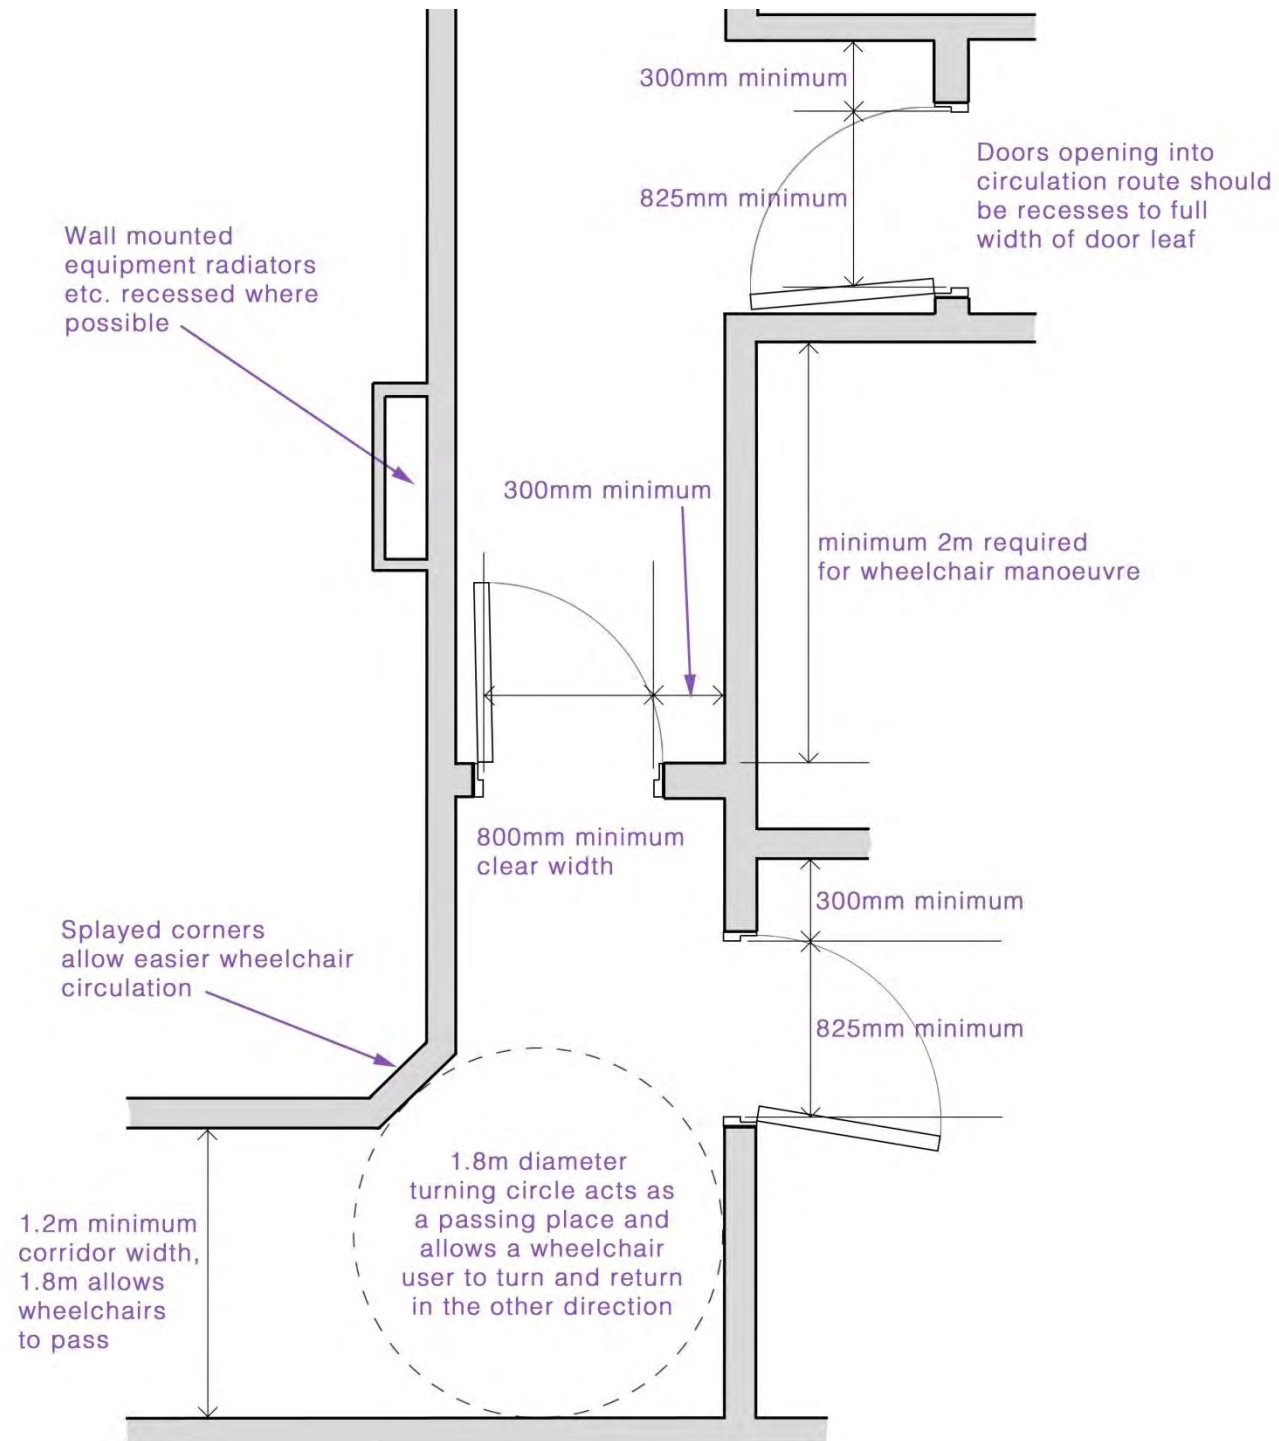 300mm minimum
825mm minimum
Doors opening into
circulation route should
be recesses to full
width of door leaf
Wall mounted
equipment radiators
etc. recessed where
possible
300mm minimum
minimum 2m required
for wheelchair manoeuvre
800mm minimum
clear width
300mm minimum
Splayed corners
allow easier wheelchair
circulation
825mm minimum
1.8m diameter
turning circle acts as
a passing place and
allows a wheelchair
user to turn and return
in the other direction
1.2m minimum
corridor width,
1.8m allows
wheelchairs
to pass